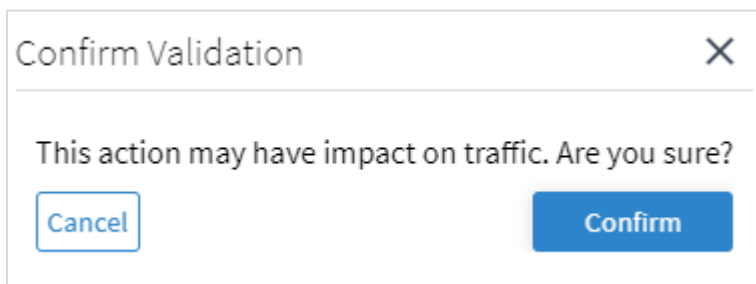 Confirm Validation
This action may have impact on traffic. Are you sure?
Cancel
Confirm